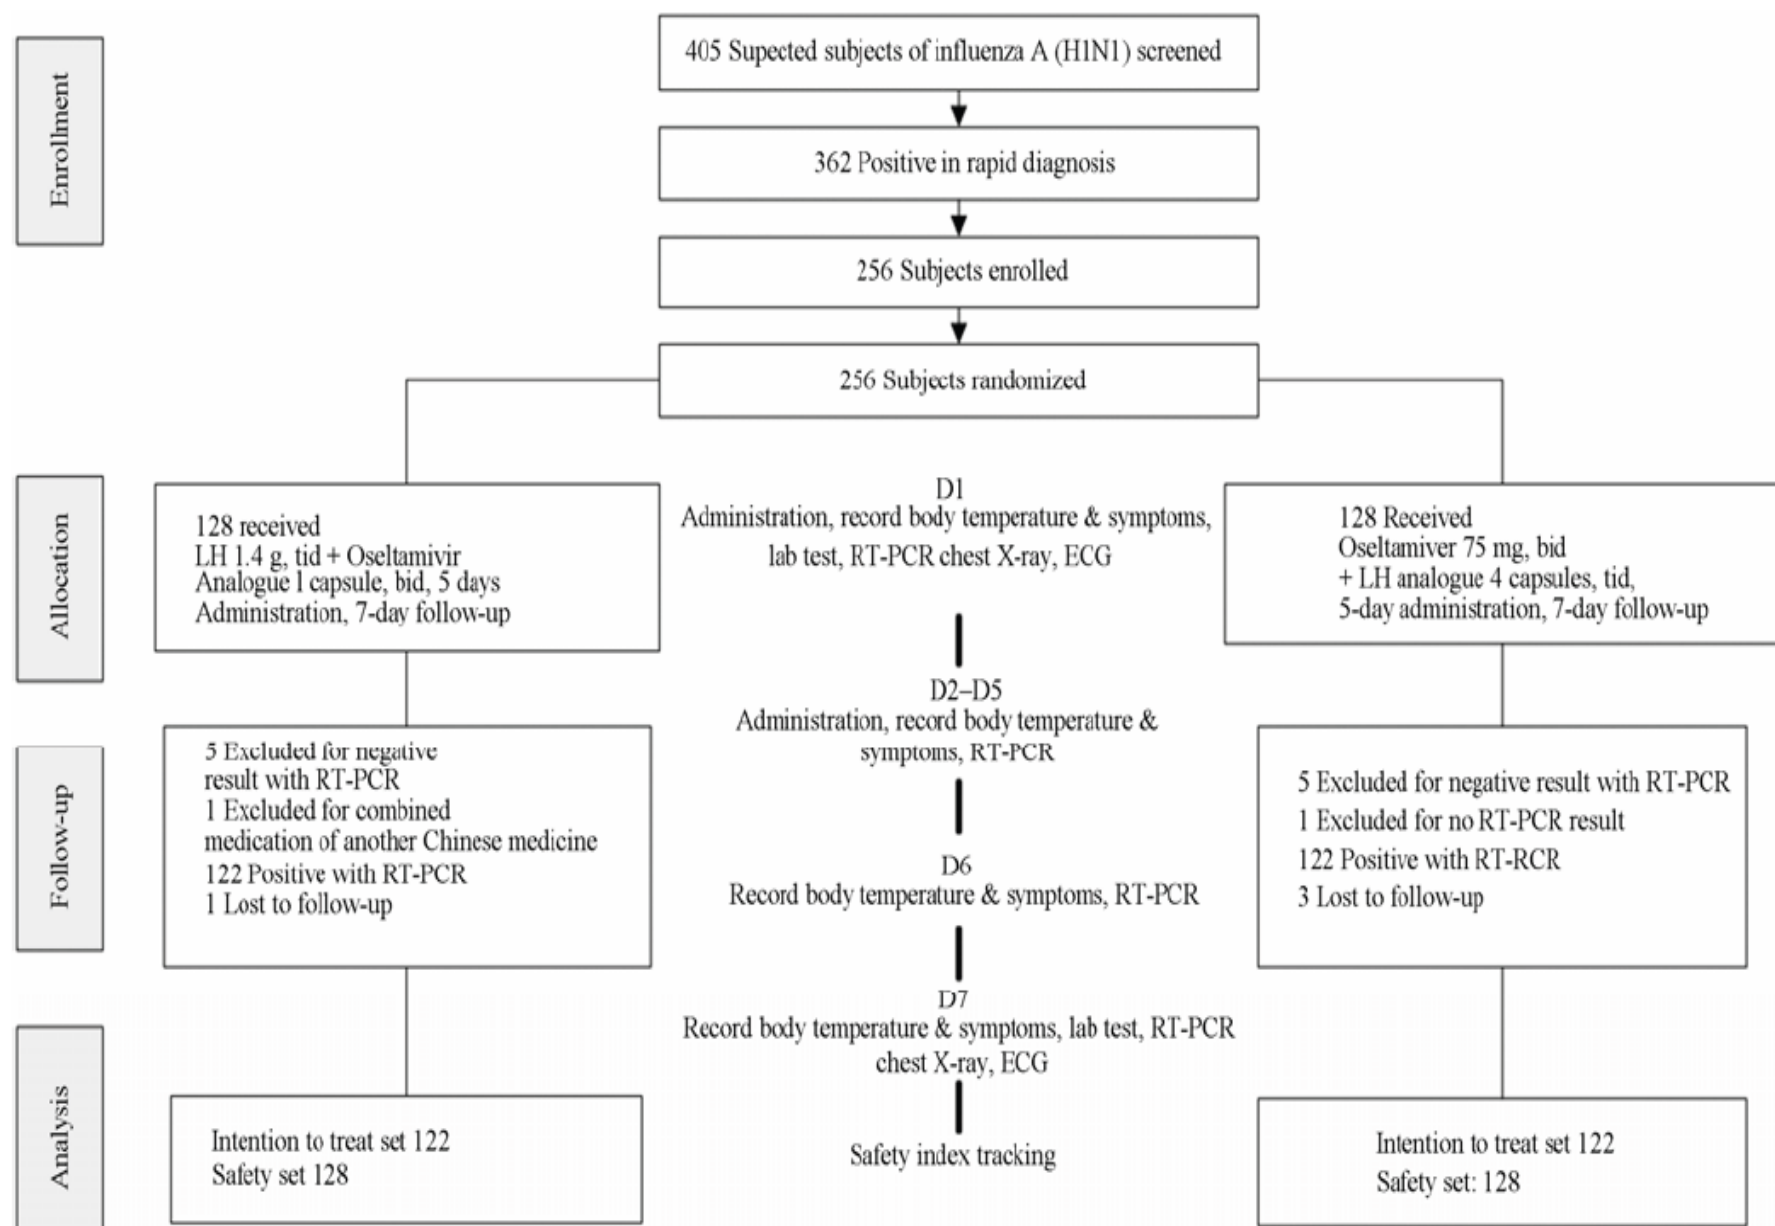 Enrollment
405 Supected subjects of influenza A (H1N1) screened
362 Positive in rapid diagnosis
256 Subjects enrolled
256 Subjects randomized
Allocation
128 received
LH 1.4 g, tid + Oseltamivir
Analogue 1 capsule, bid, 5 days
Administration, 7-day follow-up
D1
Administration, record body temperature & symptoms,
lab test, RT-PCR chest X-ray, ECG
128 Received
Oseltamiver 75 mg, bid
+ LH analogue 4 capsules, tid,
5-day administration, 7-day follow-up
D2–D5
Administration, record body temperature &
symptoms, RT-PCR
Follow-up
5 Excluded for negative
result with RT-PCR
1 Excluded for combined
medication of another Chinese medicine
122 Positive with RT-PCR
1 Lost to follow-up
D6
Record body temperature & symptoms, RT-PCR
5 Excluded for negative result with RT-PCR
1 Excluded for no RT-PCR result
122 Positive with RT-RCR
3 Lost to follow-up
D7
Record body temperature & symptoms, lab test, RT-PCR
chest X-ray, ECG
Analysis
Intention to treat set 122
Safety set 128
Safety index tracking
Intention to treat set 122
Safety set: 128